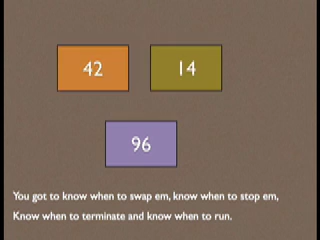 42 14
96
You got to know when to swap em, know when to stop em,
Know when to terminate and know when to run.